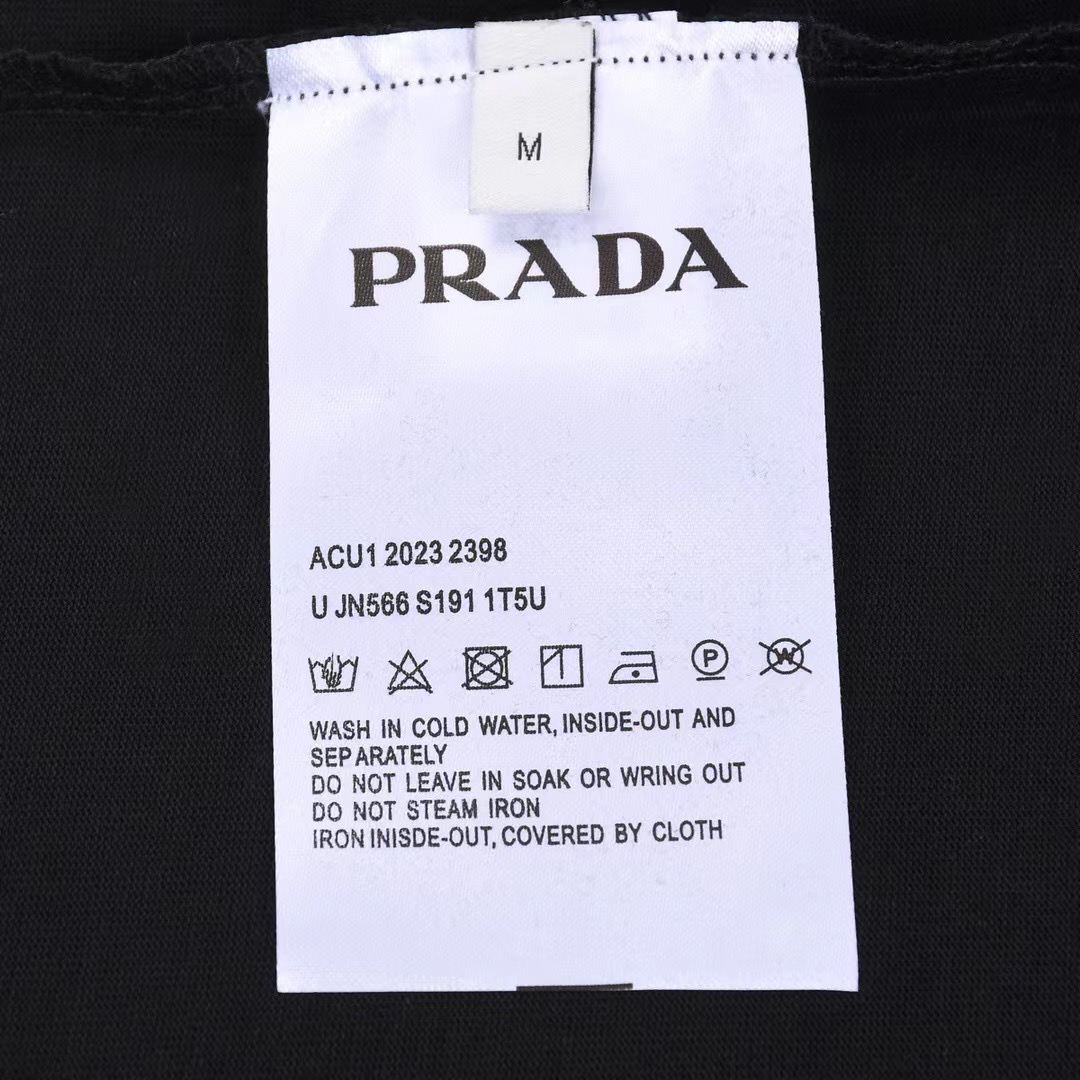 M
PRADA
ACU1 2023 2398
U JN566 S191 1T5U
P W
WASH IN COLD WATER, INSIDE-OUT AND
SEPARATELY
DO NOT LEAVE IN SOAK OR WRING OUT
DO NOT STEAM IRON
IRON INISDE-OUT, COVERED BY CLOTH